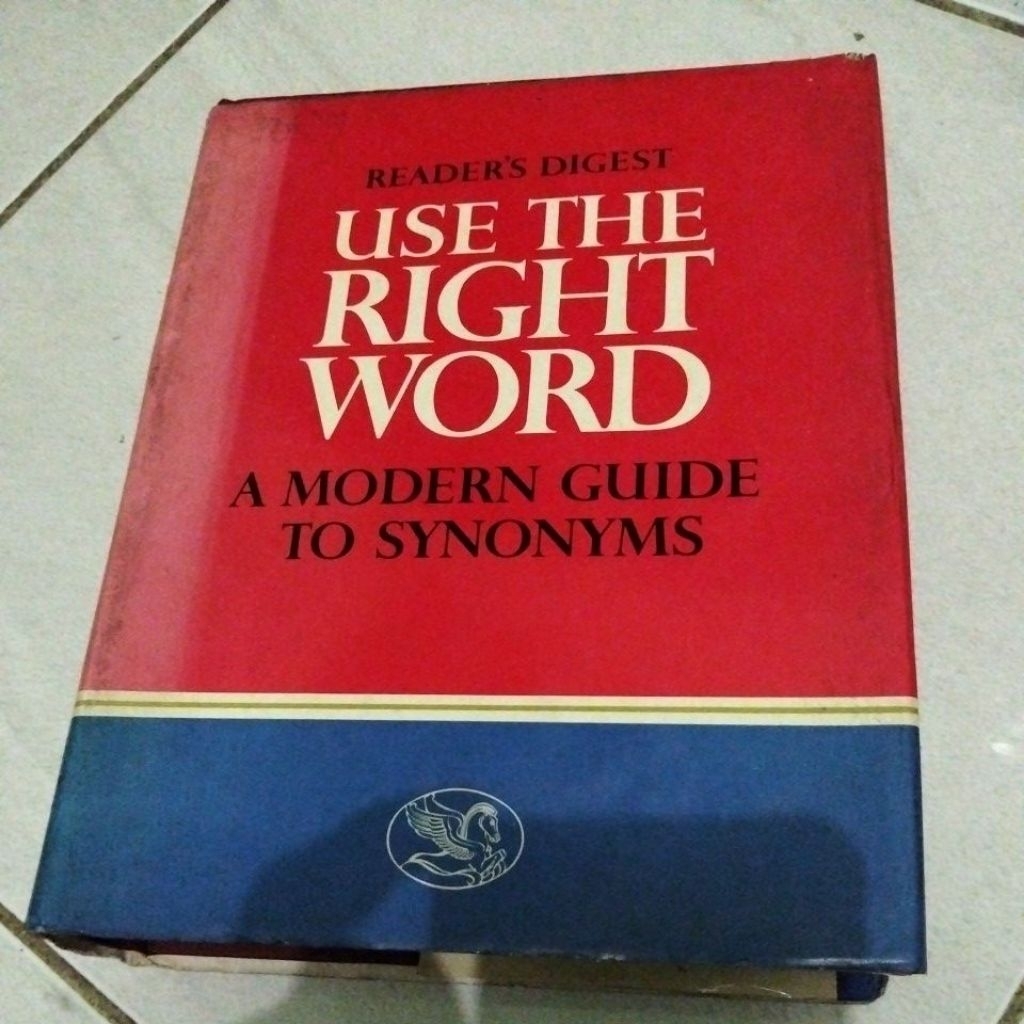 READER'S DIGEST
USE THE
RIGHT
WORD
A MODERN GUIDE
TO SYNONYMS